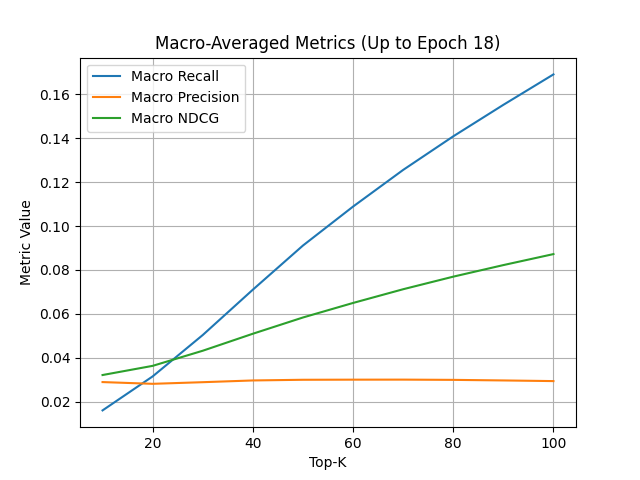 Macro-Averaged Metrics (Up to Epoch 18)
Macro Recall
Macro Precision
Macro NDCG
Metric Value
0.16
0.14
0.12
0.10
0.08
0.06
0.04
0.02
20 40 60 80 100
Top-K